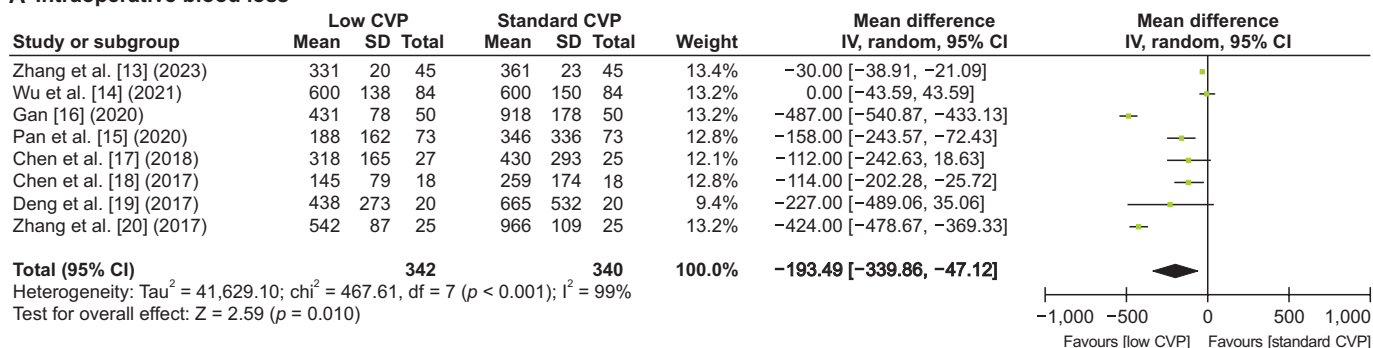 A Intraoperative blood loss
Low CVP Standard CVP Mean difference Mean difference
Study or subgroup Mean SD Total Mean SD Total Weight IV, random, 95% CI IV, random, 95% CI
Zhang et al. [13] (2023) 331 20 45 361 23 45 13.4% −30.00 [−38.91, −21.09]
Wu et al. [14] (2021) 600 138 84 600 150 84 13.2% 0.00 [−43.59, 43.59]
Gan [16] (2020) 431 78 50 918 178 50 13.2% −487.00 [−540.87, −433.13]
Pan et al. [15] (2020) 188 162 73 346 336 73 12.8% −158.00 [−243.57, −72.43]
Chen et al. [17] (2018) 318 165 27 430 293 25 12.1% −112.00 [−242.63, 18.63]
Chen et al. [18] (2017) 145 79 18 259 174 18 12.8% −114.00 [−202.28, −25.72]
Deng et al. [19] (2017) 438 273 20 665 532 20 9.4% −227.00 [−489.06, 35.06]
Zhang et al. [20] (2017) 542 87 25 966 109 25 13.2% −424.00 [−478.67, −369.33]
Total (95% CI) 342 340 100.0% −193.49 [−339.86, −47.12]
Heterogeneity: Tau² = 41,629.10; chi² = 467.61, df = 7 (p < 0.001); I² = 99%
Test for overall effect: Z = 2.59 (p = 0.010)
−1,000 −500 0 500 1,000
Favours [low CVP] Favours [standard CVP]